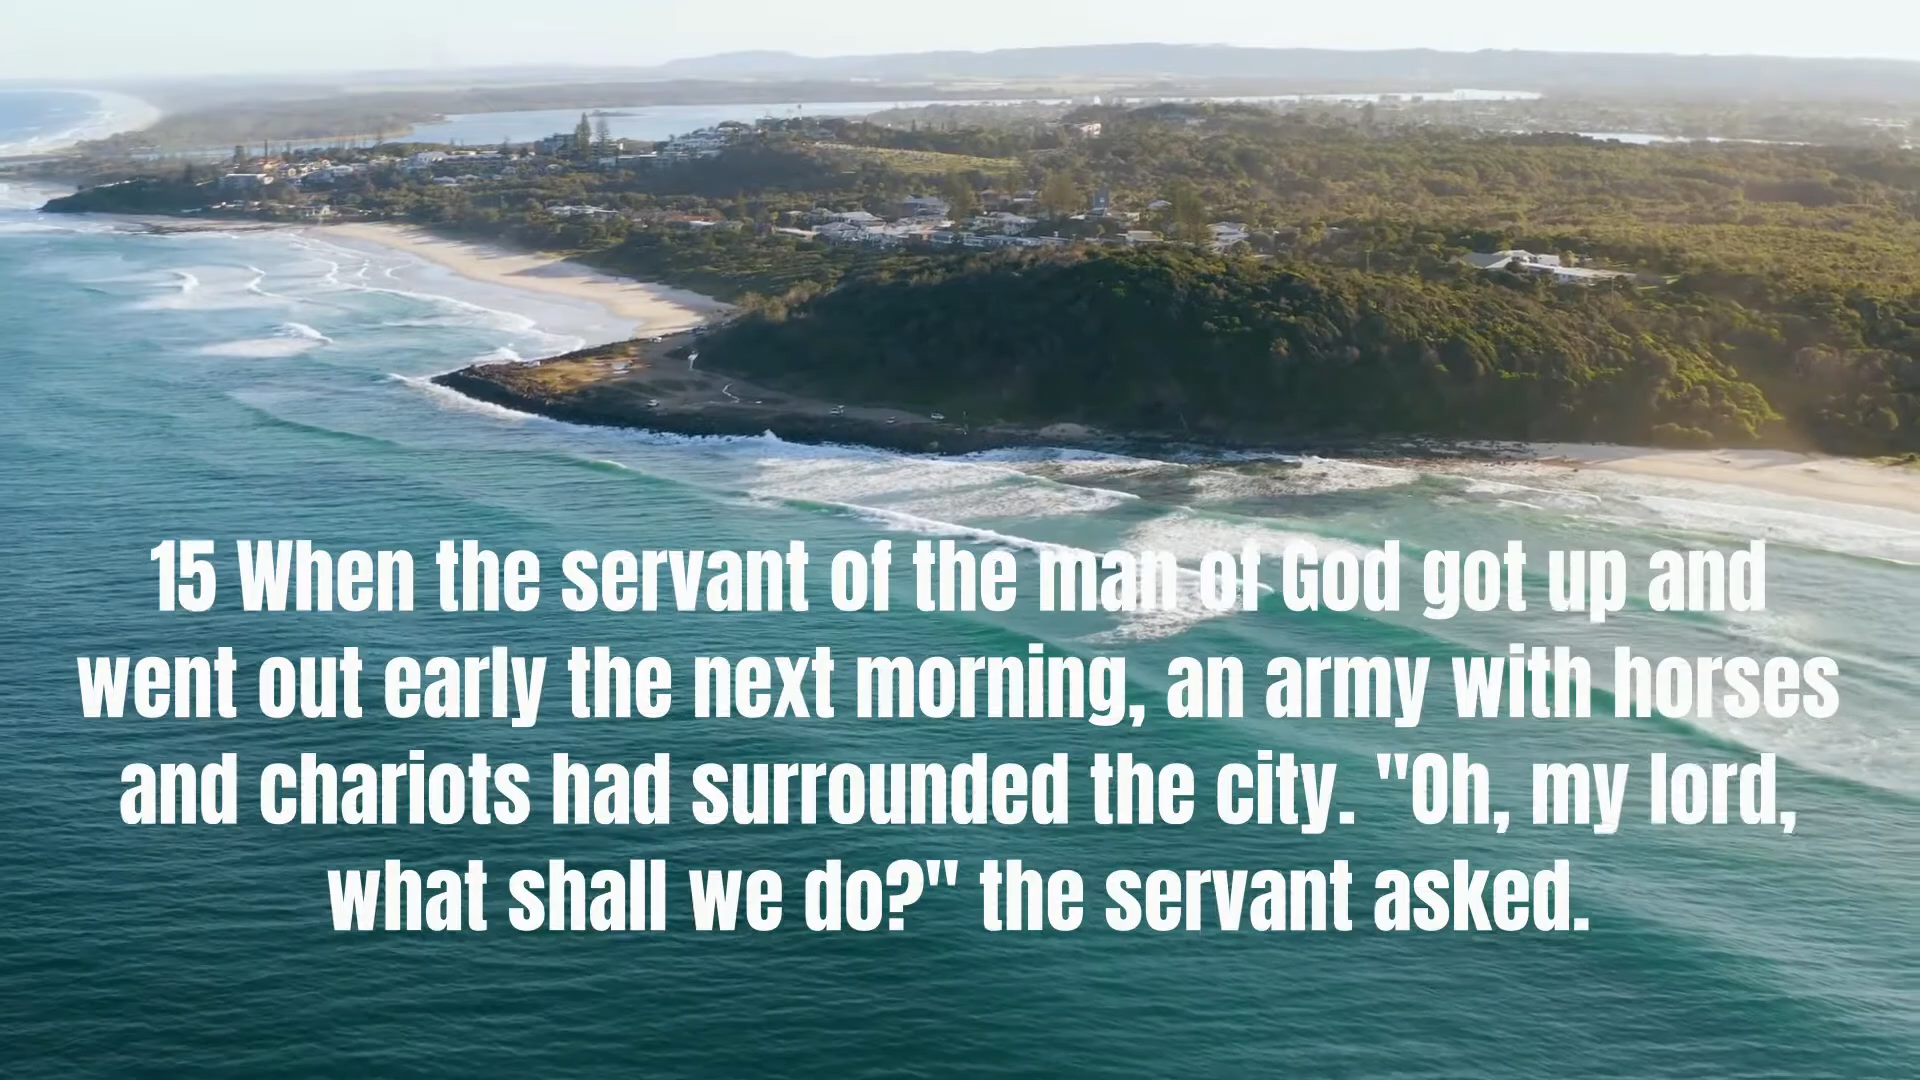 15 When the servant of the man of God got up and
went out early the next morning, an army with horses
and chariots had surrounded the city. "Oh, my lord,
what shall we do?" the servant asked.